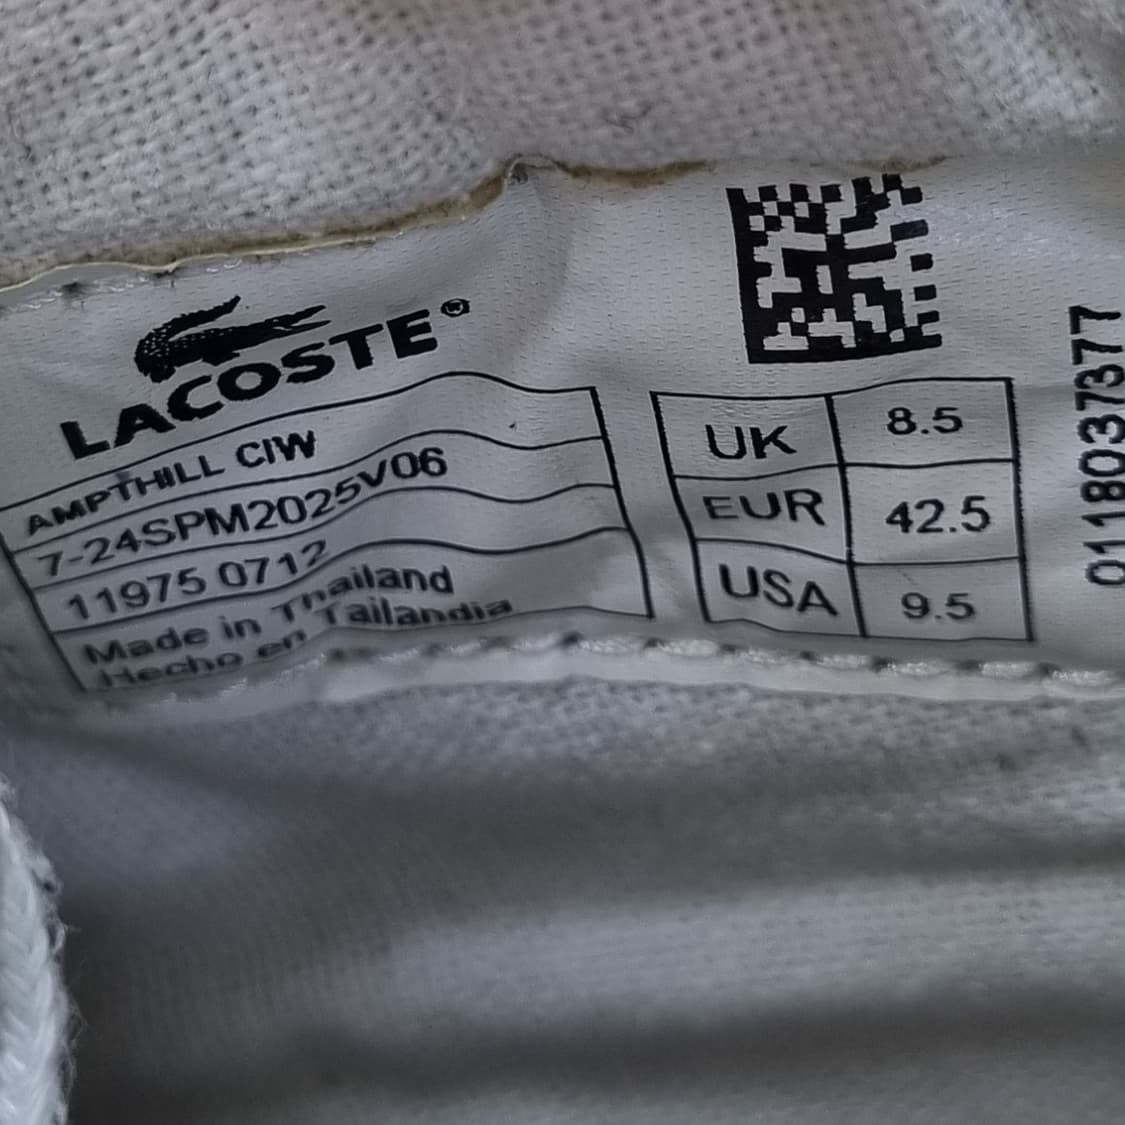 LACOSTE®
AMPTHILL CIW
7-24SPM2025V06
11975 0712
Made in Thailand
Hecho en Tailandia
UK 8.5
EUR 42.5
USA 9.5
0118037377